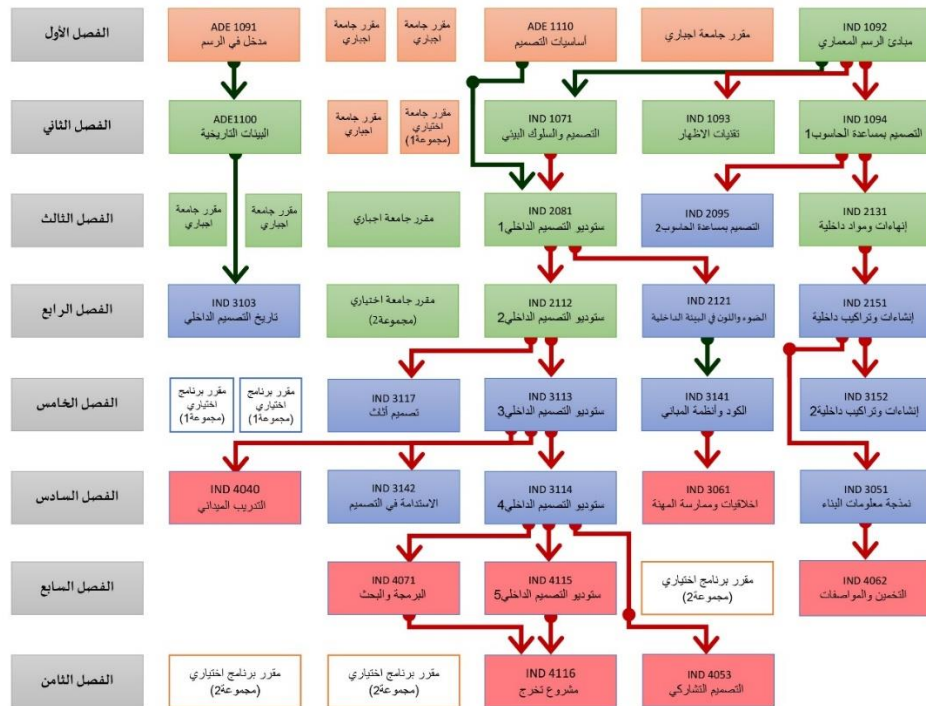 الفصل الأول
ADE 1091
مدخل في الرسم
مقرر جامعة
اجباري
مقرر جامعة
اجباري
ADE 1110
أساسيات التصميم
مقرر جامعة اجباري
IND 1092
مبادئ الرسم المعماري
الفصل الثاني
ADE1100
البيئات التاريخية
مقرر جامعة
اجباري
مقرر جامعة
اختياري
(مجموعة1)
IND 1071
التصميم والسلوك البيئي
IND 1093
تقنيات الاظهار
IND 1094
التصميم بمساعدة الحاسوب1
الفصل الثالث
مقرر جامعة
اجباري
مقرر جامعة
اجباري
مقرر جامعة اجباري
IND 2081
ستوديو التصميم الداخلي1
IND 2095
التصميم بمساعدة الحاسوب2
IND 2131
إنهاءات ومواد داخلية
الفصل الرابع
IND 3103
تاريخ التصميم الداخلي
مقرر جامعة اختياري
(مجموعة2)
IND 2112
ستوديو التصميم الداخلي2
IND 2121
الضوء واللون في البيئة الداخلية
IND 2151
إنشاءات وتراكيب داخلية
الفصل الخامس
مقرر برنامج
اختياري
(مجموعة1)
مقرر برنامج
اختياري
(مجموعة1)
IND 3117
تصميم أثاث
IND 3113
ستوديو التصميم الداخلي3
IND 3141
الكود وأنظمة المباني
IND 3152
إنشاءات وتراكيب داخلية2
الفصل السادس
IND 4040
التدريب الميداني
IND 3142
الاستدامة في التصميم
IND 3114
ستوديو التصميم الداخلي4
IND 3061
اخلاقيات وممارسة المهنة
IND 3051
نمذجة معلومات البناء
الفصل السابع
IND 4071
البرمجة والبحث
IND 4115
ستوديو التصميم الداخلي5
مقرر برنامج اختياري
(مجموعة2)
IND 4062
التخمين والمواصفات
الفصل الثامن
مقرر برنامج اختياري
(مجموعة2)
مقرر برنامج اختياري
(مجموعة2)
IND 4116
مشروع تخرج
IND 4053
التصميم التشاركي